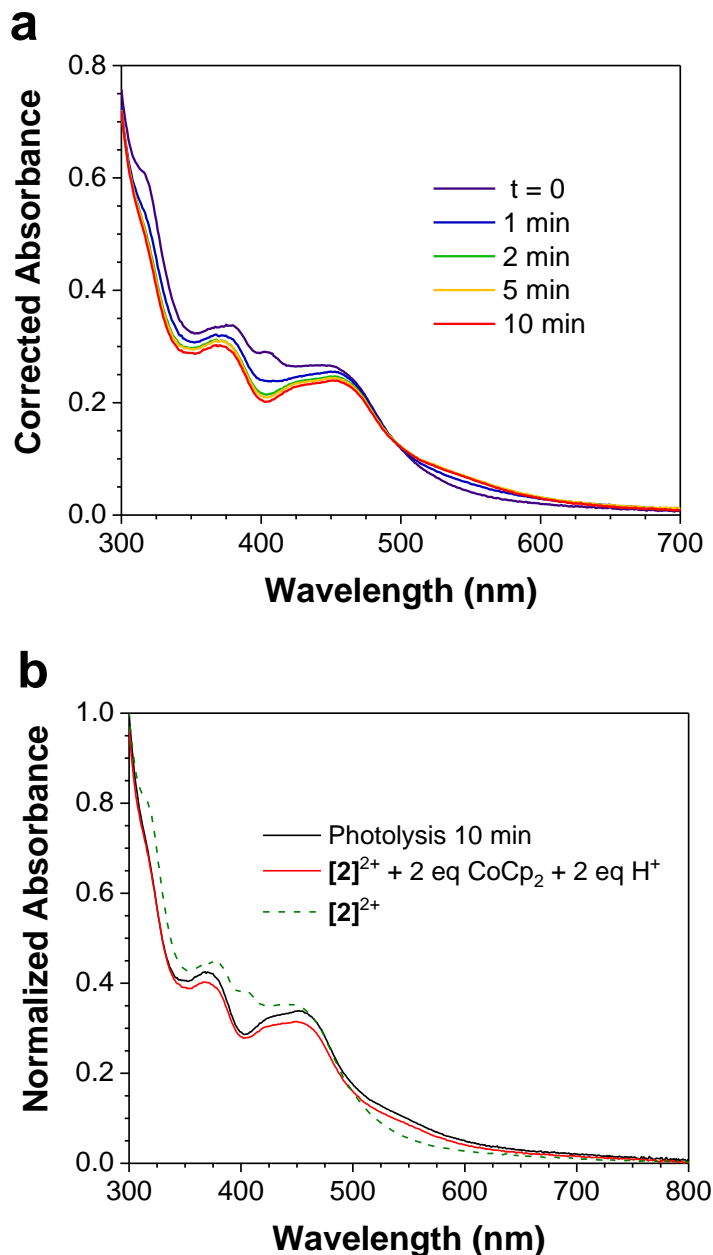 a
Corrected Absorbance
0.8
0.6
0.4
0.2
0.0
t = 0
1 min
2 min
5 min
10 min
300 400 500 600 700
Wavelength (nm)
b
Normalized Absorbance
1.0
0.8
0.6
0.4
0.2
0.0
Photolysis 10 min
[2]²⁺ + 2 eq CoCp₂ + 2 eq H⁺
[2]²⁺
300 400 500 600 700 800
Wavelength (nm)